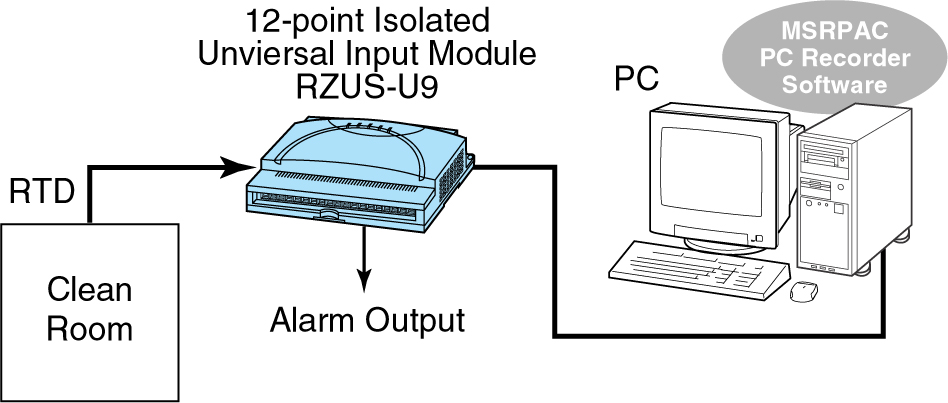 12-point Isolated
Unviersal Input Module
RZUS-U9
MSRPAC
PC Recorder
Software
PC
RTD
Clean
Room
Alarm Output